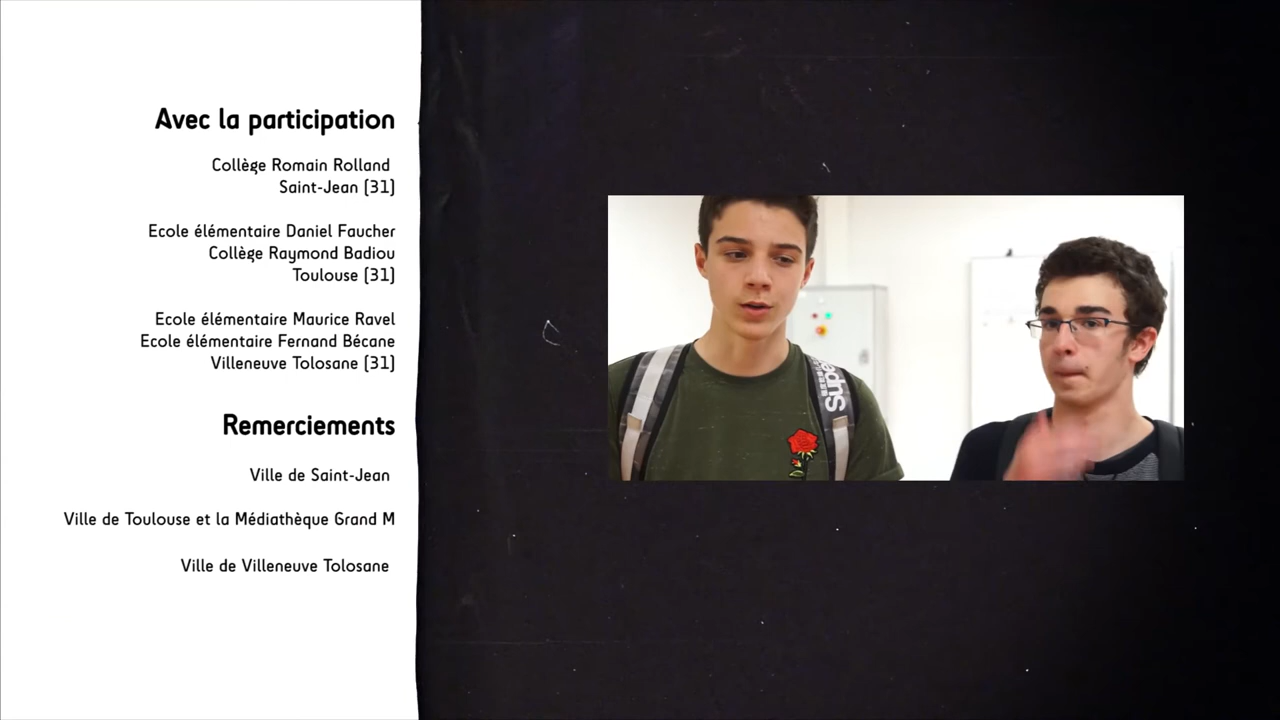 Avec la participation
Collège Romain Rolland
Saint-Jean (31)
Ecole élémentaire Daniel Faucher
Collège Raymond Badiou
Toulouse (31)
Ecole élémentaire Maurice Ravel
Ecole élémentaire Fernand Bécane
Villeneuve Tolosane (31)
Remerciements
Ville de Saint-Jean
Ville de Toulouse et la Médiathèque Grand M
Ville de Villeneuve Tolosane